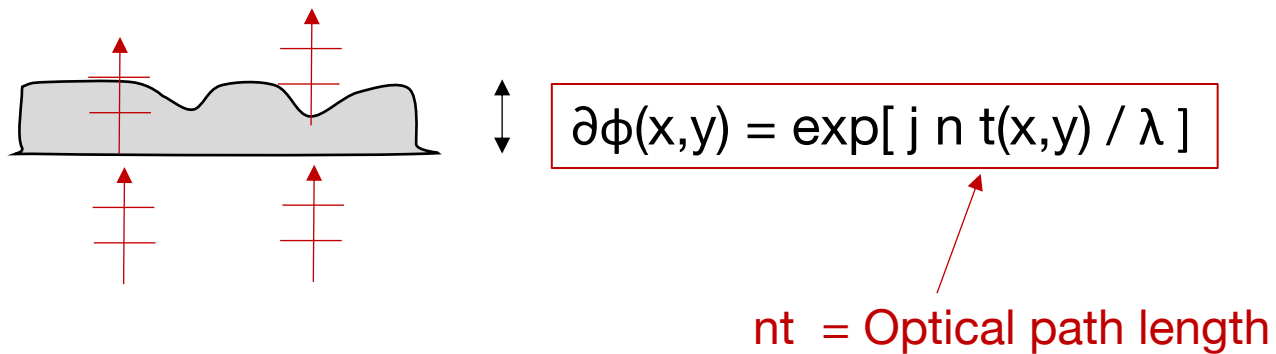 ∂ϕ(x,y) = exp[ j n t(x,y) / λ ]
nt = Optical path length